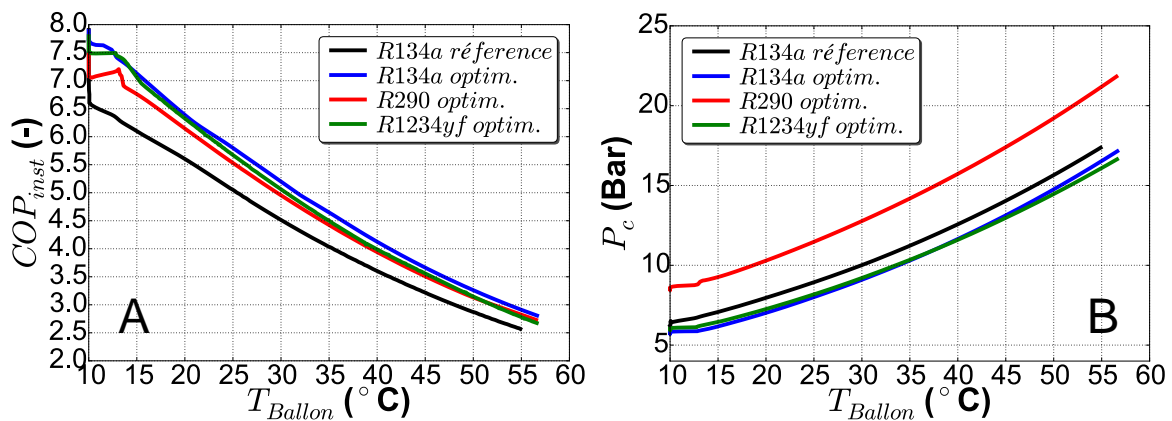 8.0
7.5
7.0
6.5
6.0
5.5
5.0
4.5
4.0
3.5
3.0
2.5
2.0
COP_inst (-)
R134a réference
R134a optim.
R290 optim.
R1234yf optim.
A
10 15 20 25 30 35 40 45 50 55 60
T_Ballon (°C)
25
20
15
10
5
P_c (Bar)
R134a réference
R134a optim.
R290 optim.
R1234yf optim.
B
10 15 20 25 30 35 40 45 50 55 60
T_Ballon (°C)